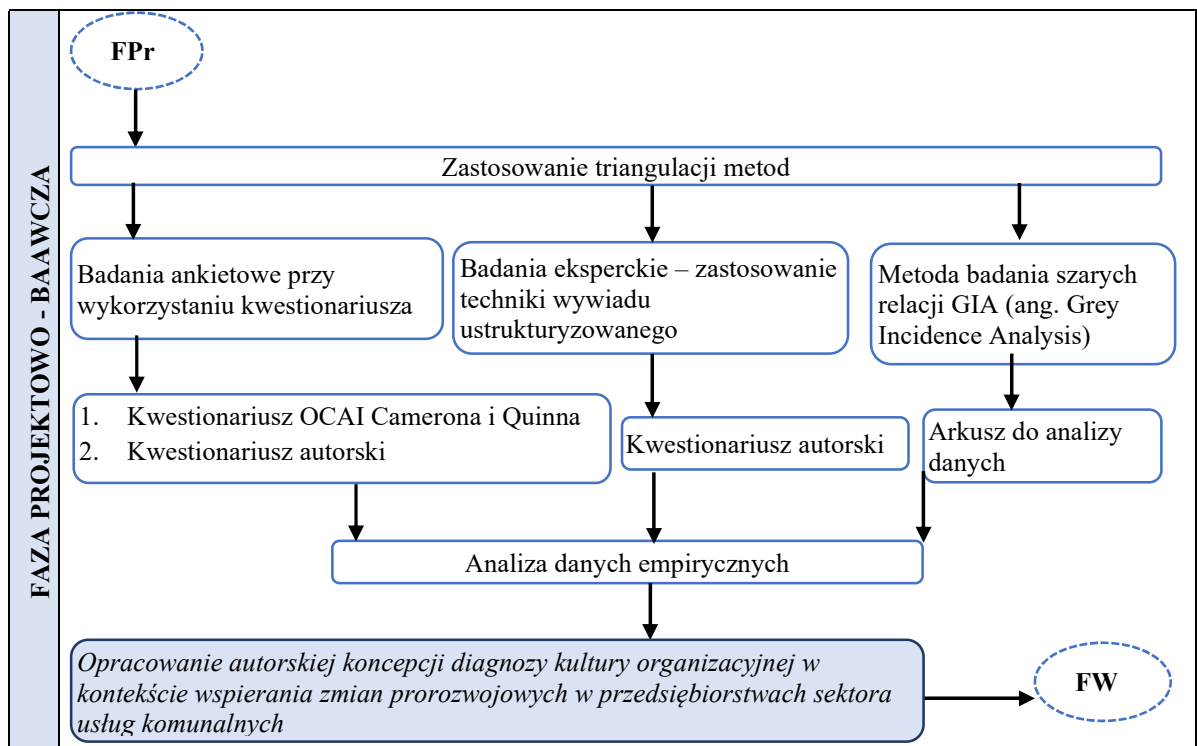 FAZA PROJEKTOWO - BAAWCZA
FPr
Zastosowanie triangulacji metod
Badania ankietowe przy
wykorzystaniu kwestionariusza
Badania eksperckie – zastosowanie
techniki wywiadu
ustrukturyzowanego
Metoda badania szarych
relacji GIA (ang. Grey
Incidence Analysis)
1. Kwestionariusz OCAI Camerona i Quinna
2. Kwestionariusz autorski
Kwestionariusz autorski
Arkusz do analizy
danych
Analiza danych empirycznych
Opracowanie autorskiej koncepcji diagnozy kultury organizacyjnej w
kontekście wspierania zmian prorozwojowych w przedsiębiorstwach sektora
usług komunalnych
FW